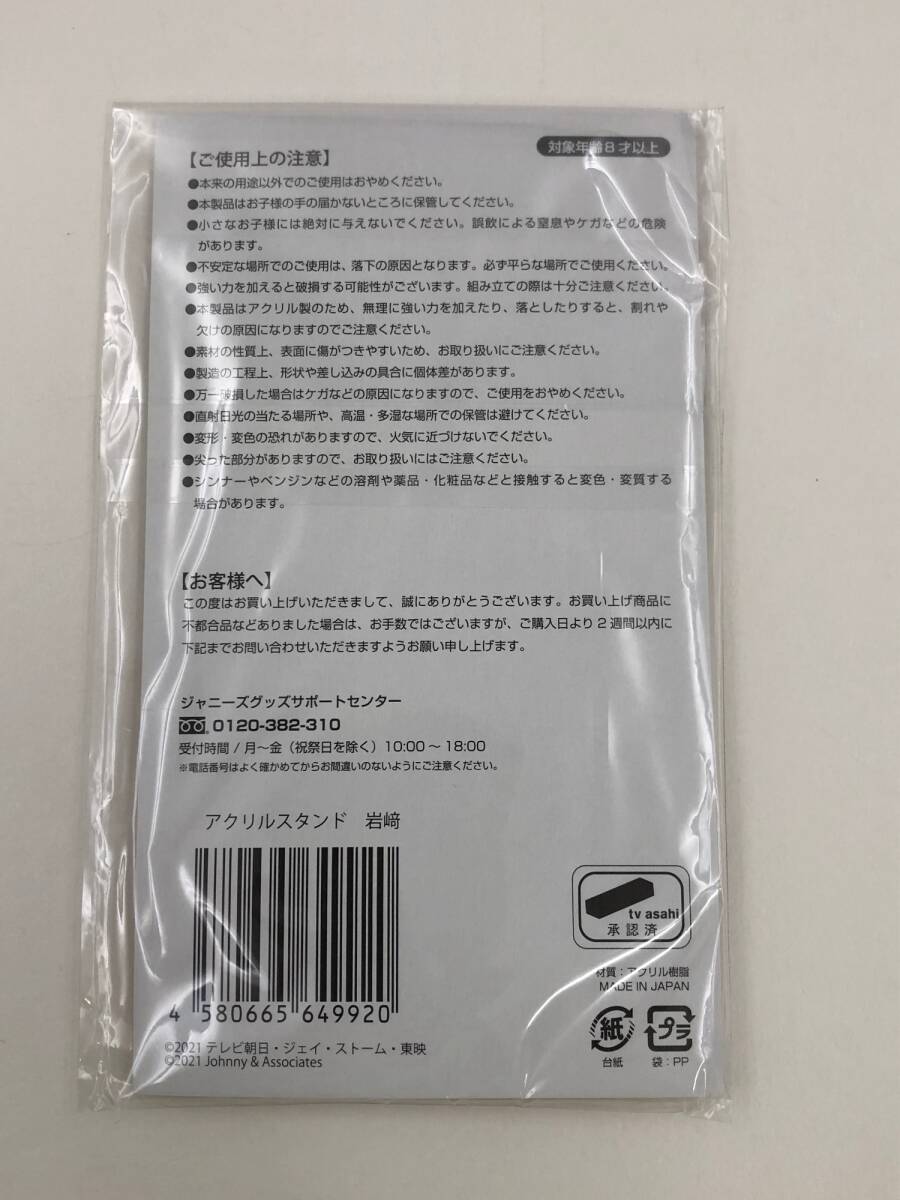 対象年齢8才以上
【ご使用上の注意】
●本来の用途以外でのご使用はおやめください。
●本製品はお子様の手の届かないところに保管してください。
●小さなお子様には絶対に与えないでください。誤飲による窒息やケガなどの危険
があります。
●不安定な場所でのご使用は、落下の原因となります。必ず平らな場所でご使用ください。
●強い力を加えると破損する可能性がございます。組み立ての際は十分ご注意ください。
●本製品はアクリル製のため、無理に強い力を加えたり、落としたりすると、割れや
欠けの原因になりますのでご注意ください。
●素材の性質上、表面に傷がつきやすいため、お取り扱いにご注意ください。
●製造の工程上、形状や差し込みの具合に個体差があります。
●万一破損した場合はケガなどの原因になりますので、ご使用をおやめください。
●直射日光の当たる場所や、高温・多湿な場所での保管は避けてください。
●変形・変色の恐れがありますので、火気に近づけないでください。
●尖った部分がありますので、お取り扱いにはご注意ください。
●シンナーやベンジンなどの溶剤や薬品・化粧品などと接触すると変色・変質する
場合があります。
【お客様へ】
この度はお買い上げいただきまして、誠にありがとうございます。お買い上げ商品に
不都合品などありました場合は、お手数ではございますが、ご購入日より2週間以内に
下記までお問い合わせいただきますようお願い申し上げます。
ジャニーズグッズサポートセンター
0120-382-310
受付時間/月〜金（祝祭日を除く）10:00〜18:00
※電話番号はよく確かめてからお間違いのないようにご注意ください。
アクリルスタンド 岩﨑
4 580665 649920
tv asahi
承認済
材質：アクリル樹脂
MADE IN JAPAN
紙
プラ
台紙
袋：PP
©2021 テレビ朝日・ジェイ・ストーム・東映
©2021 Johnny & Associates